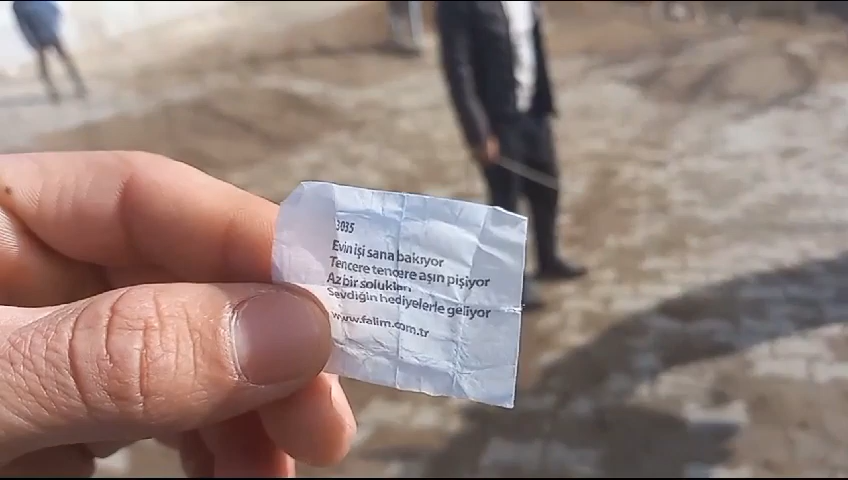 3035
Evin işi sana bakıyor
Tencere tencere aşın pişiyor
Az bir soluklan
Sevdiğin hediyelerle geliyor
www.falim.com.tr